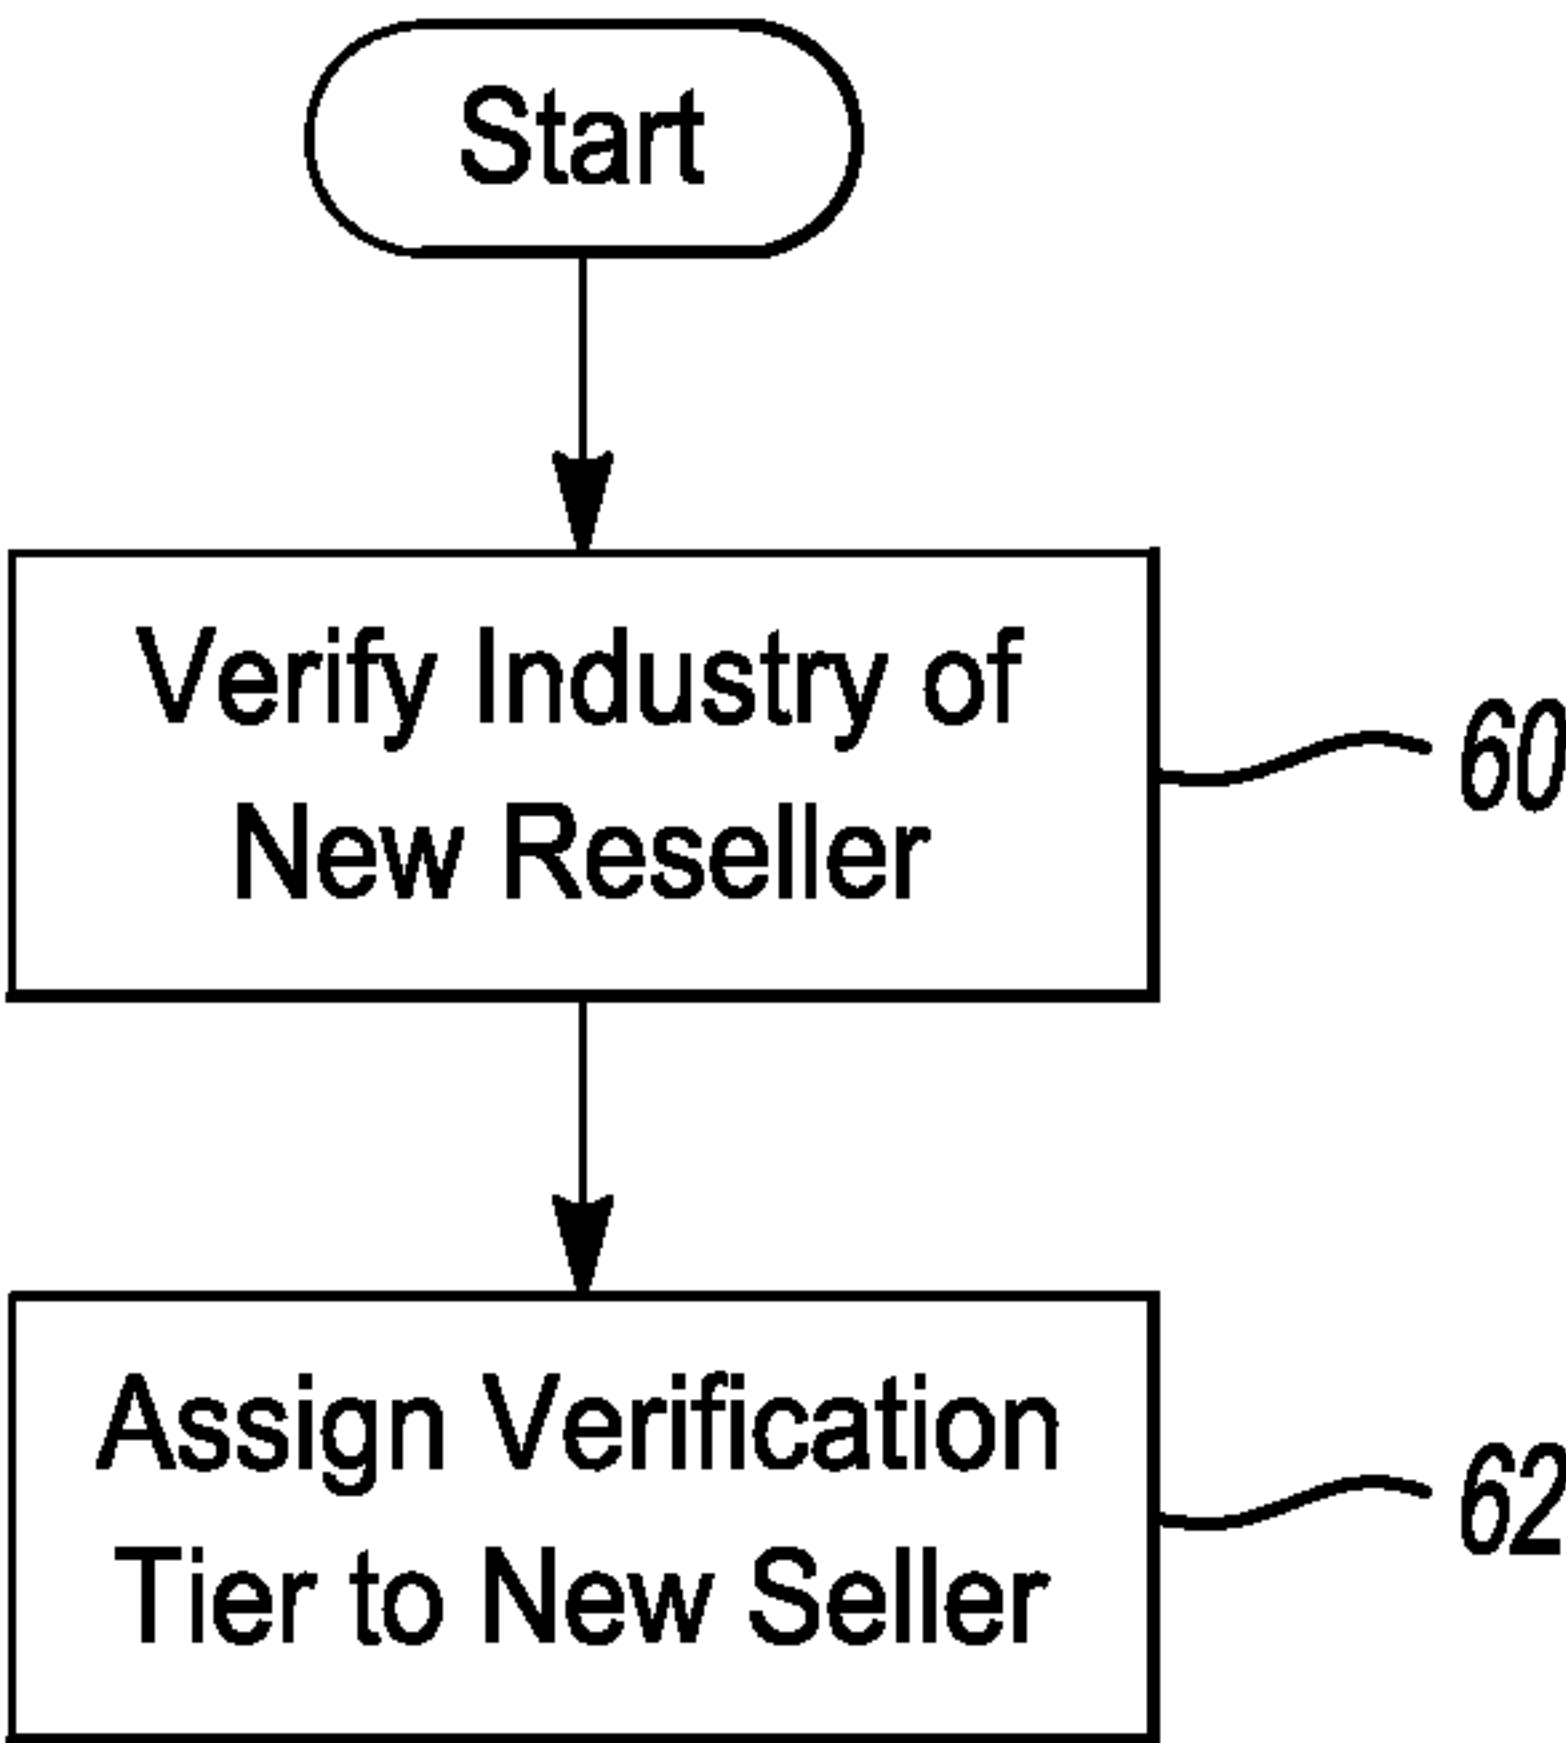 Start
Verify Industry of
New Reseller
60
Assign Verification
Tier to New Seller
62